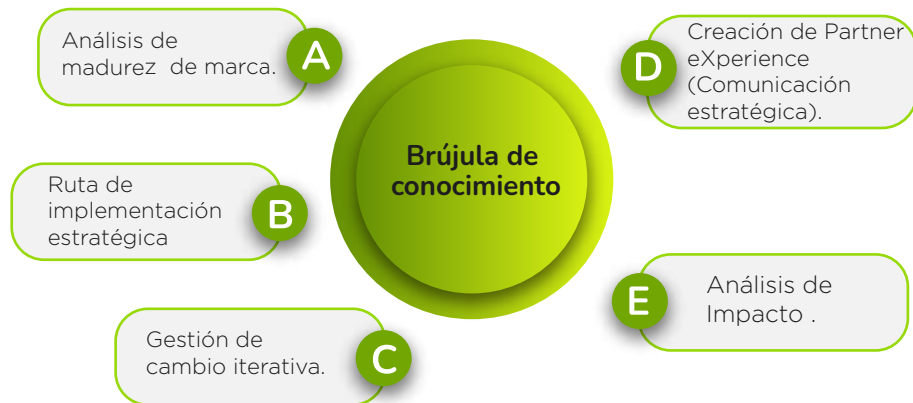 Análisis de
madurez de marca.
A
Ruta de
implementación
estratégica
B
Gestión de
cambio iterativa.
C
Brújula de
conocimiento
D
Creación de Partner
eXperience
(Comunicación
estratégica).
E
Análisis de
Impacto .